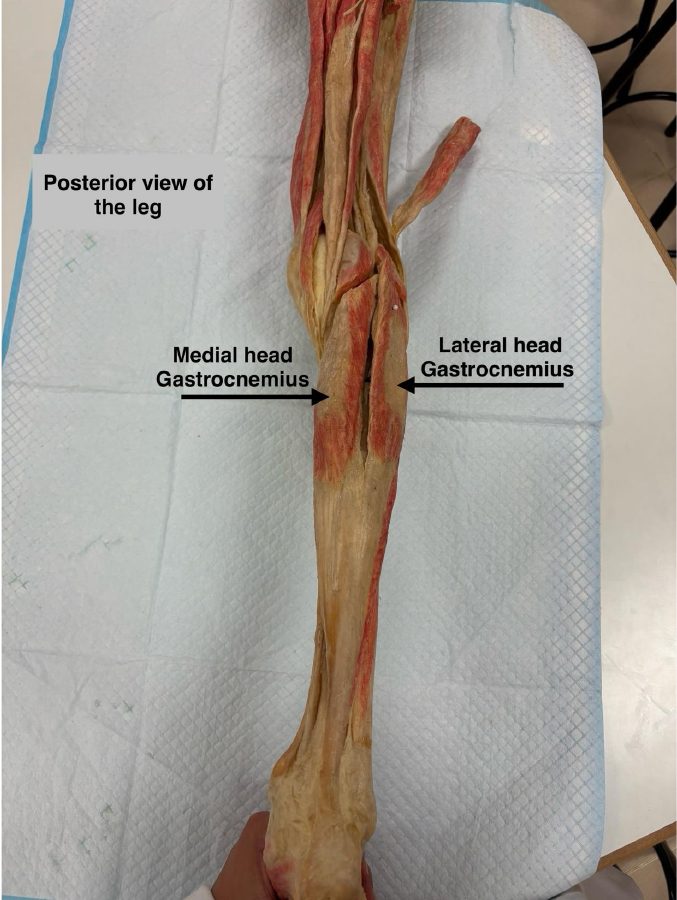 Posterior view of
the leg
Medial head
Gastrocnemius
Lateral head
Gastrocnemius